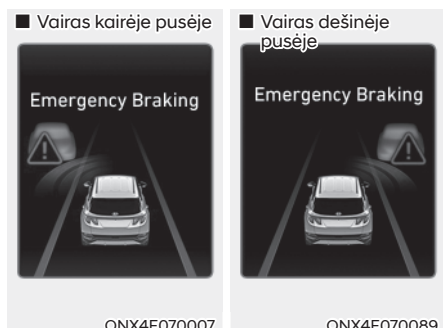 ■ Vairas kairėje pusėje
Emergency Braking
ONX4E070007
■ Vairas dešinėje
pusėje
Emergency Braking
ONX4E070089